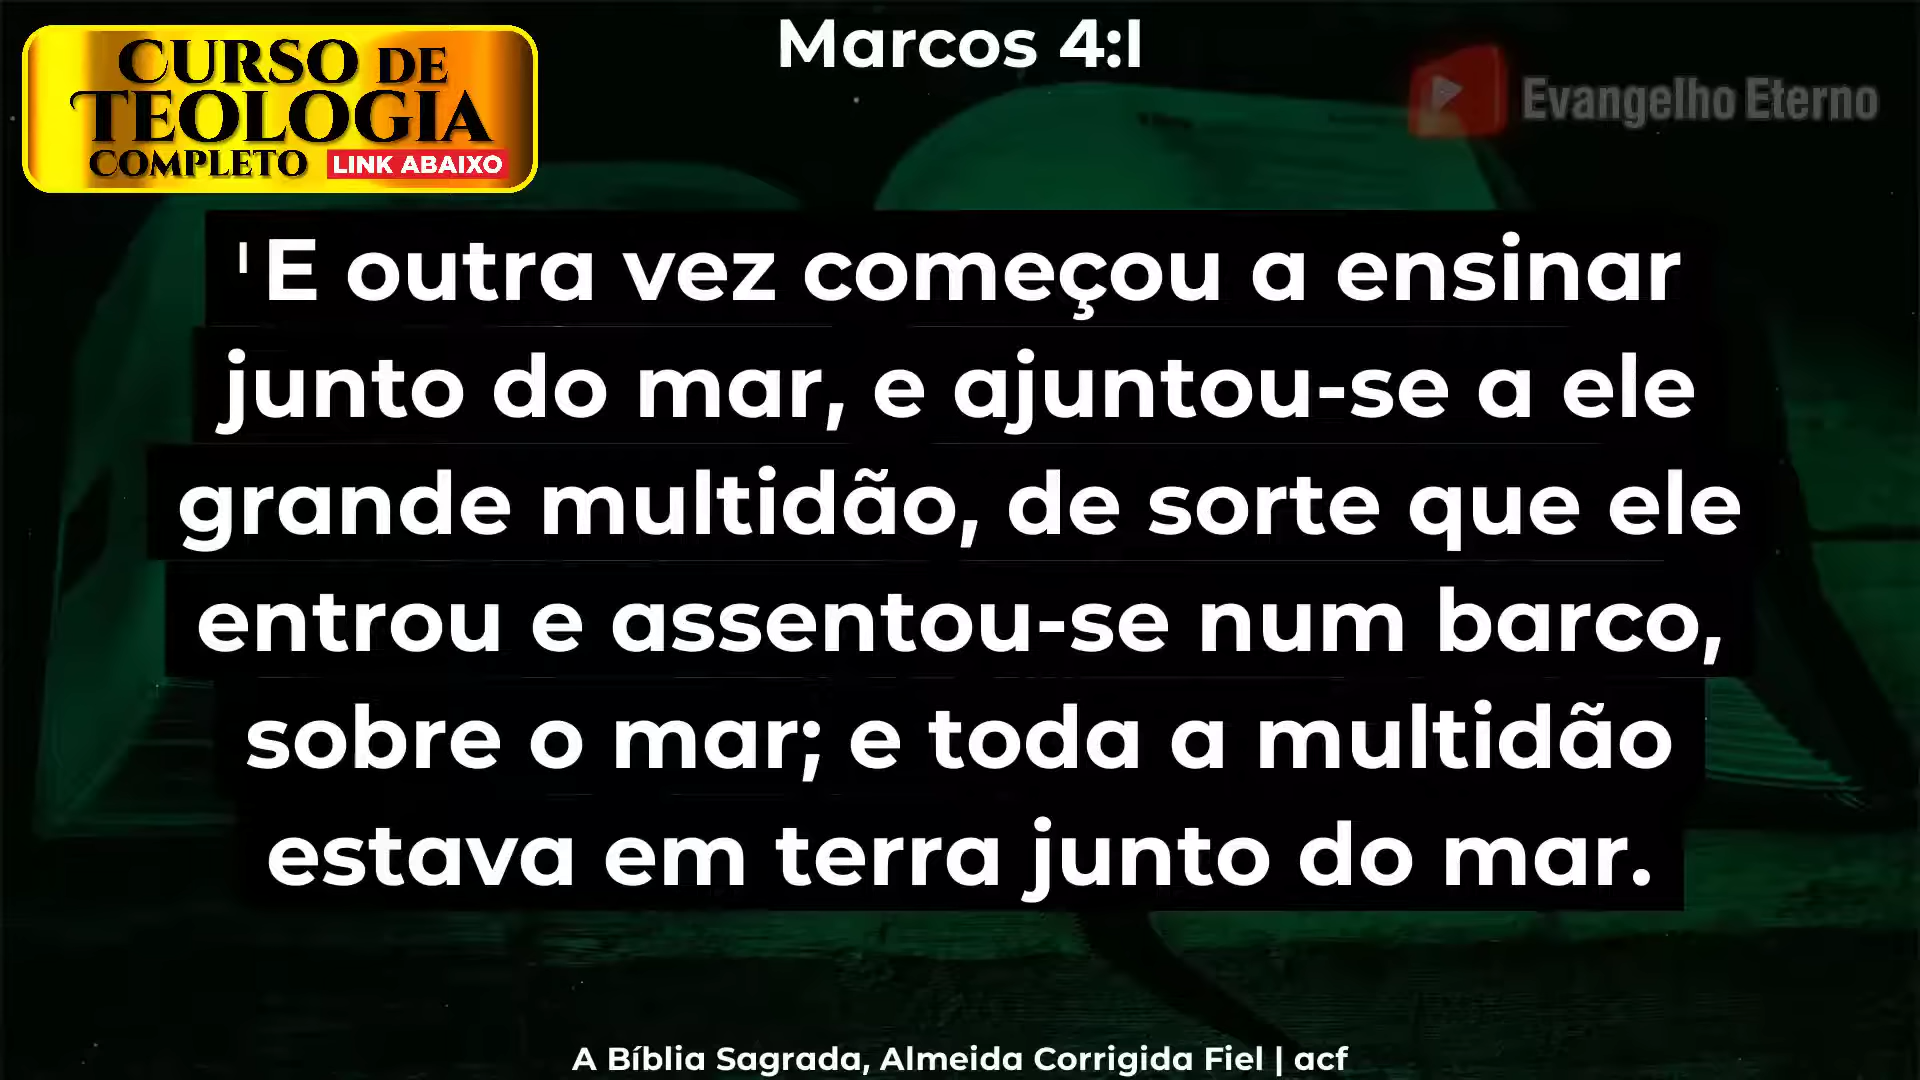 CURSO DE
TEOLOGIA
COMPLETO LINK ABAIXO
Marcos 4:1
Evangelho Eterno
1 E outra vez começou a ensinar
junto do mar, e ajuntou-se a ele
grande multidão, de sorte que ele
entrou e assentou-se num barco,
sobre o mar; e toda a multidão
estava em terra junto do mar.
A Bíblia Sagrada, Almeida Corrigida Fiel | acf